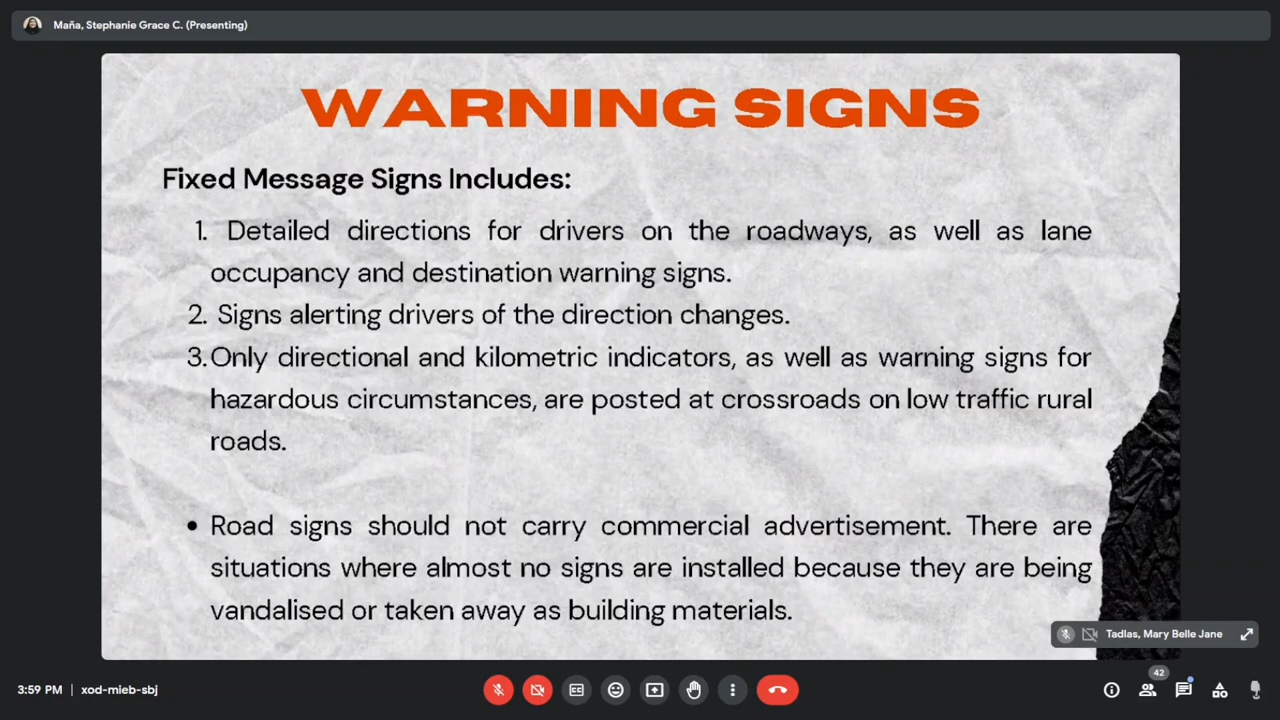 Maña, Stephanie Grace C. (Presenting)
WARNING SIGNS
Fixed Message Signs Includes:
1. Detailed directions for drivers on the roadways, as well as lane
occupancy and destination warning signs.
2. Signs alerting drivers of the direction changes.
3. Only directional and kilometric indicators, as well as warning signs for
hazardous circumstances, are posted at crossroads on low traffic rural
roads.
• Road signs should not carry commercial advertisement. There are
situations where almost no signs are installed because they are being
vandalised or taken away as building materials.
Tadlas, Mary Belle Jane
3:59 PM | xod-mieb-sbj
CC
42